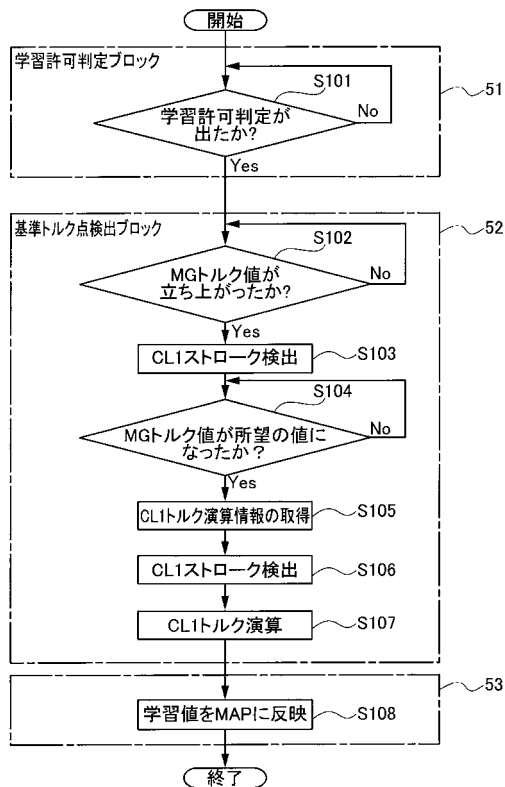 開始
学習許可判定ブロック
51
S101
学習許可判定が
出たか?
No
Yes
基準トルク点検出ブロック
52
S102
MGトルク値が
立ち上がったか?
No
Yes
CL1ストローク検出
S103
S104
MGトルク値が所望の値に
なったか？
No
Yes
CL1トルク演算情報の取得
S105
CL1ストローク検出
S106
CL1トルク演算
S107
53
学習値をMAPに反映
S108
終了